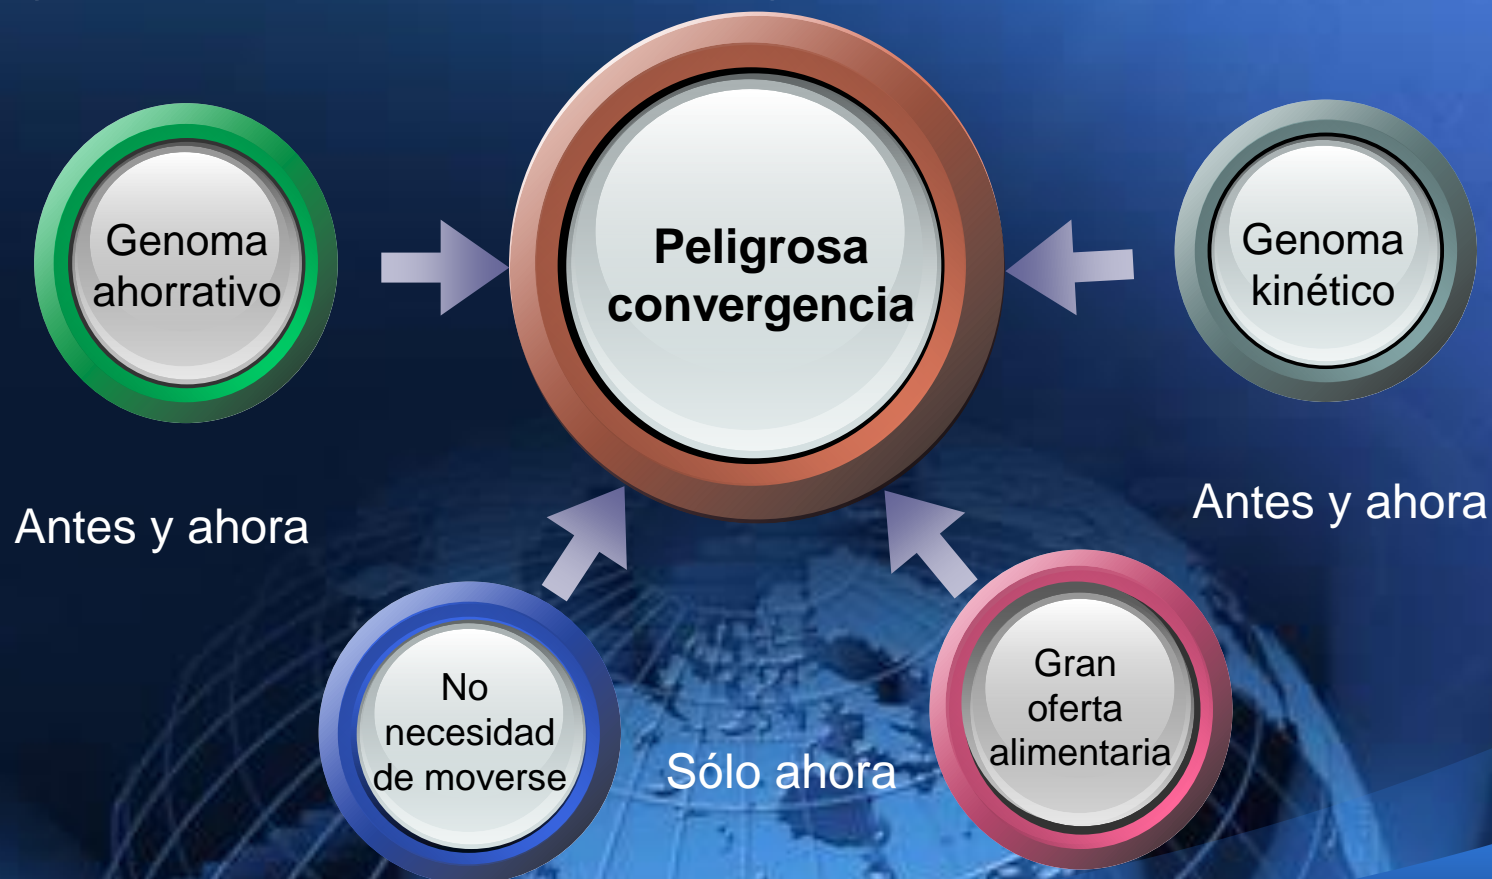 Genoma
ahorrativo
Peligrosa
convergencia
Genoma
kinético
Antes y ahora
Antes y ahora
No
necesidad
de moverse
Sólo ahora
Gran
oferta
alimentaria